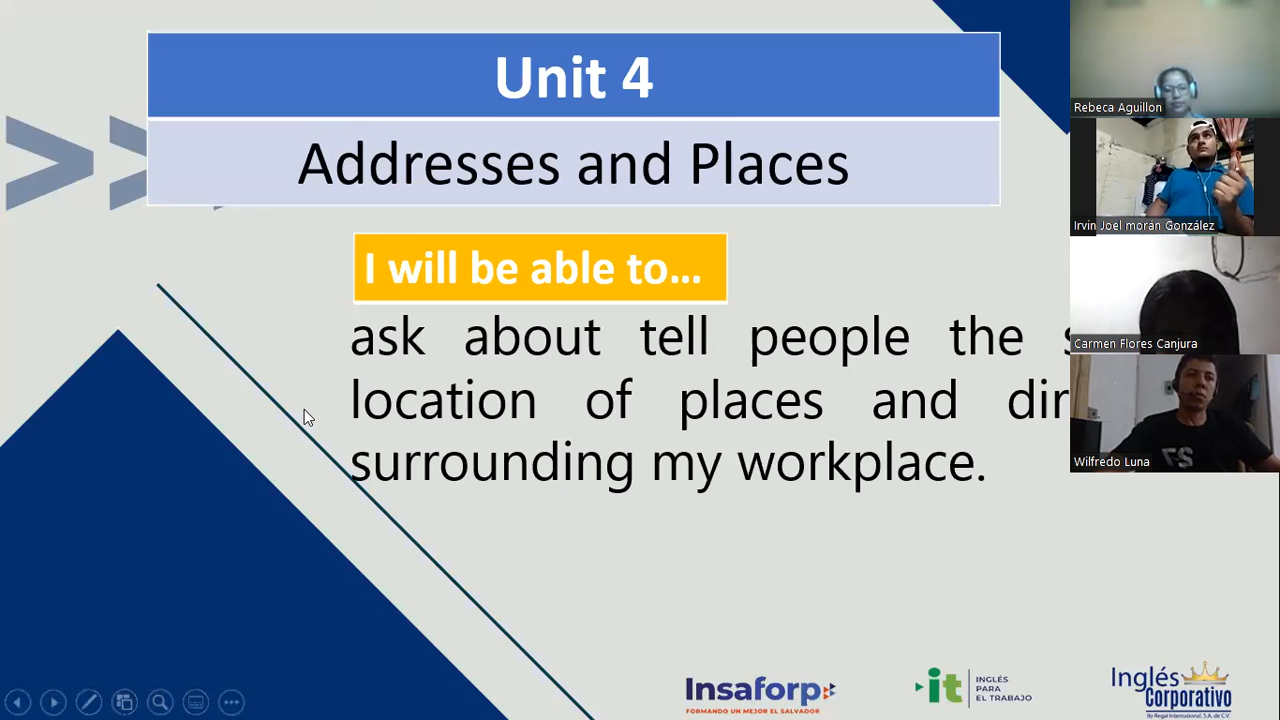 Unit 4
Addresses and Places
I will be able to...
ask about tell people the
location of places and
surrounding my workplace.
Rebeca Aguillon
Irvin Joel morán González
Carmen Flores Canjura
Wilfredo Luna
Insaforp
FORMANDO UN MEJOR EL SALVADOR
it
INGLÉS
PARA
EL TRABAJO
Inglés
Corporativo
By Regal International, S.A. de C.V.